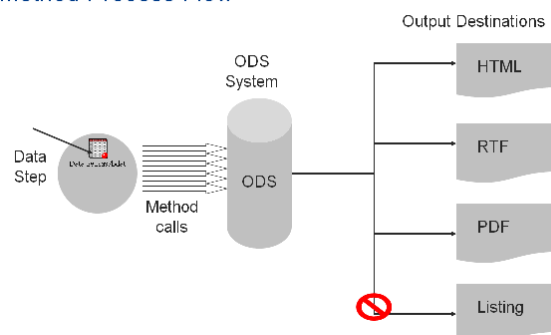 Method Process Flow
Output Destinations
ODS
System
HTML
RTF
Data
Step
ODS
Method
calls
PDF
Listing